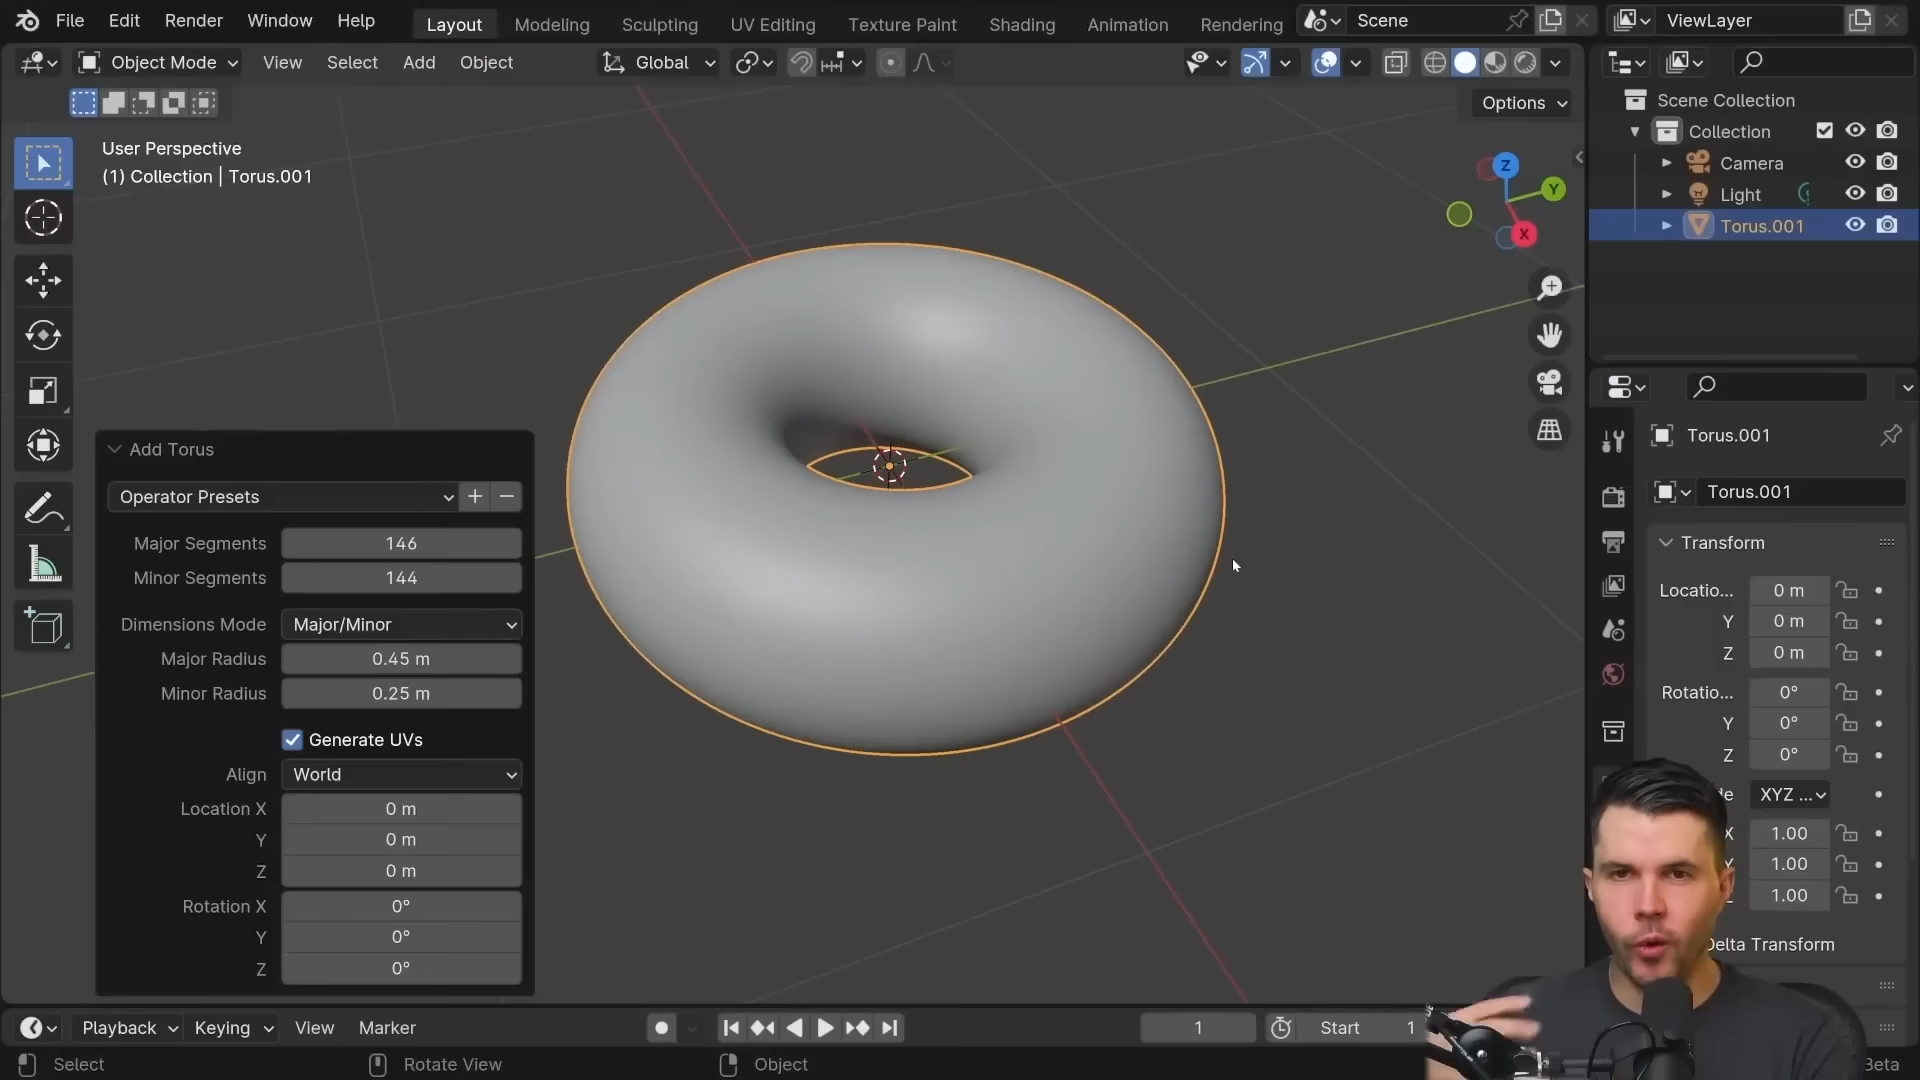 File Edit Render Window Help Layout Modeling Sculpting UV Editing Texture Paint Shading Animation Rendering Scene ViewLayer
Object Mode View Select Add Object Global
Options
User Perspective
(1) Collection | Torus.001
Z
Y
X
Scene Collection
Collection
Camera
Light
Torus.001
Add Torus
Operator Presets
Major Segments 146
Minor Segments 144
Dimensions Mode Major/Minor
Major Radius 0.45 m
Minor Radius 0.25 m
Generate UVs
Align World
Location X 0 m
Y 0 m
Z 0 m
Rotation X 0°
Y 0°
Z 0°
Torus.001
Torus.001
Transform
Locatio... 0 m
Y 0 m
Z 0 m
Rotatio... 0°
Y 0°
Z 0°
XYZ ...
X 1.00
Y 1.00
1.00
Delta Transform
Playback Keying View Marker 1 Start 1
Select Rotate View Object Beta